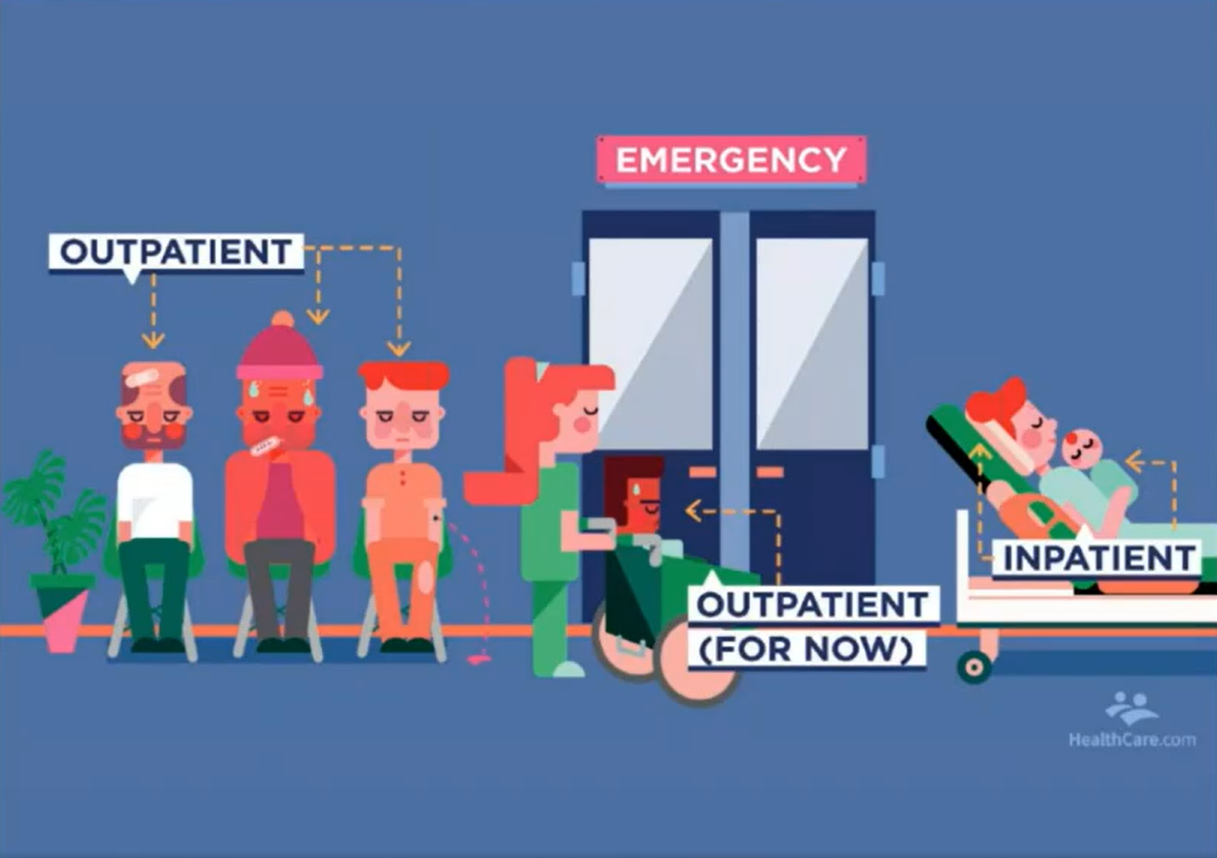 EMERGENCY
OUTPATIENT
INPATIENT
OUTPATIENT
(FOR NOW)
HealthCare.com